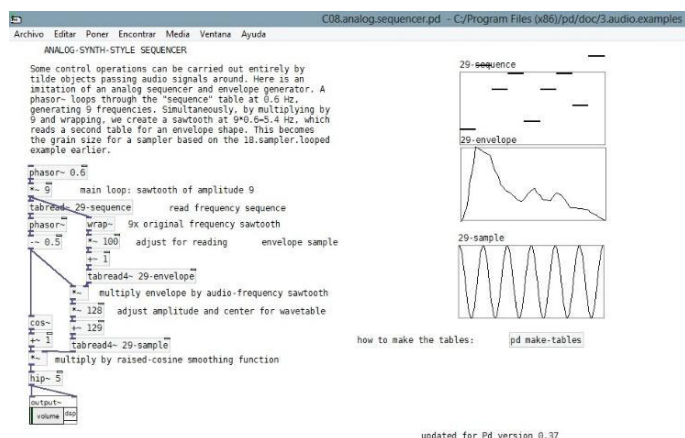 C08.analog.sequencer.pd - C:/Program Files (x86)/pd/doc/3.audio.examples
Archivo Editar Poner Encontrar Media Ventana Ayuda
ANALOG-SYNTH-STYLE SEQUENCER
Some control operations can be carried out entirely by
tilde objects passing audio signals around. Here is an
imitation of an analog sequencer and envelope generator. A
phasor~ loops through the "sequence" table at 0.6 Hz,
generating 9 frequencies. Simultaneously, by multiplying by
9 and wrapping, we create a sawtooth at 9*0.6=5.4 Hz, which
reads a second table for an envelope shape. This becomes
the grain size for a sampler based on the 18.sampler.looped
example earlier.
phasor~ 0.6
*~ 9 main loop: sawtooth of amplitude 9
tabread~ 29-sequence read frequency sequence
phasor~ wrap~ 9x original frequency sawtooth
-~ 0.5 *~ 100 adjust for reading envelope sample
+~ 1
tabread4~ 29-envelope
*~ multiply envelope by audio-frequency sawtooth
*~ 128 adjust amplitude and center for wavetable
cos~ +~ 129
+~ 1 tabread4~ 29-sample
*~ multiply by raised-cosine smoothing function
hip~ 5
output~
volume dsp
29-sequence
29-envelope
29-sample
how to make the tables: pd make-tables
updated for Pd version 0.37